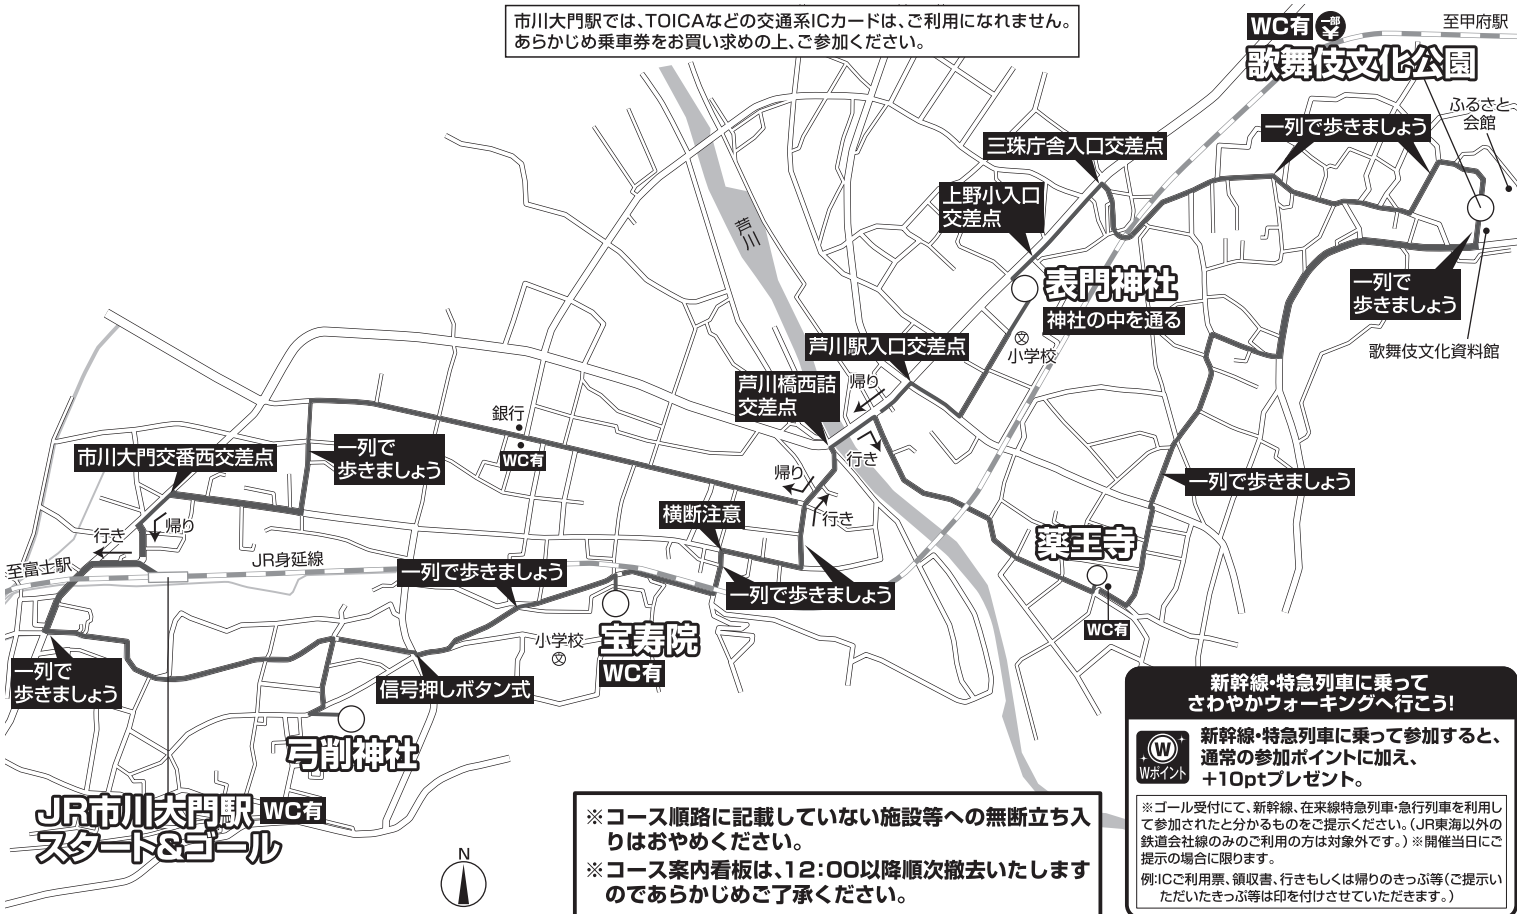 市川大門駅では、TOICAなどの交通系ICカードは、ご利用になれません。
あらかじめ乗車券をお買い求めの上、ご参加ください。
WC有
一部
至甲府駅
歌舞伎文化公園
ふるさと
会館
一列で歩きましょう
三珠庁舎入口交差点
上野小入口
交差点
芦川
表門神社
神社の中を通る
一列で
歩きましょう
歌舞伎文化資料館
文
小学校
芦川駅入口交差点
帰り
芦川橋西詰
交差点
行き
銀行
WC有
一列で
歩きましょう
市川大門交番西交差点
帰り
行き
横断注意
一列で歩きましょう
薬王寺
WC有
行き
帰り
至富士駅
JR身延線
一列で歩きましょう
一列で歩きましょう
小学校
文
宝寿院
WC有
一列で
歩きましょう
信号押しボタン式
弓削神社
JR市川大門駅 WC有
スタート&ゴール
N
※コース順路に記載していない施設等への無断立ち入
りはおやめください。
※コース案内看板は、12:00以降順次撤去いたします
のであらかじめご了承ください。
新幹線・特急列車に乗って
さわやかウォーキングへ行こう!
W
Wポイント
新幹線・特急列車に乗って参加すると、
通常の参加ポイントに加え、
+10ptプレゼント。
※ゴール受付にて、新幹線、在来線特急列車・急行列車を利用し
て参加されたと分かるものをご提示ください。(JR東海以外の
鉄道会社線のみのご利用の方は対象外です。)※開催当日にご
提示の場合に限ります。
例:ICご利用票、領収書、行きもしくは帰りのきっぷ等(ご提示い
ただいたきっぷ等は印を付けさせていただきます。)